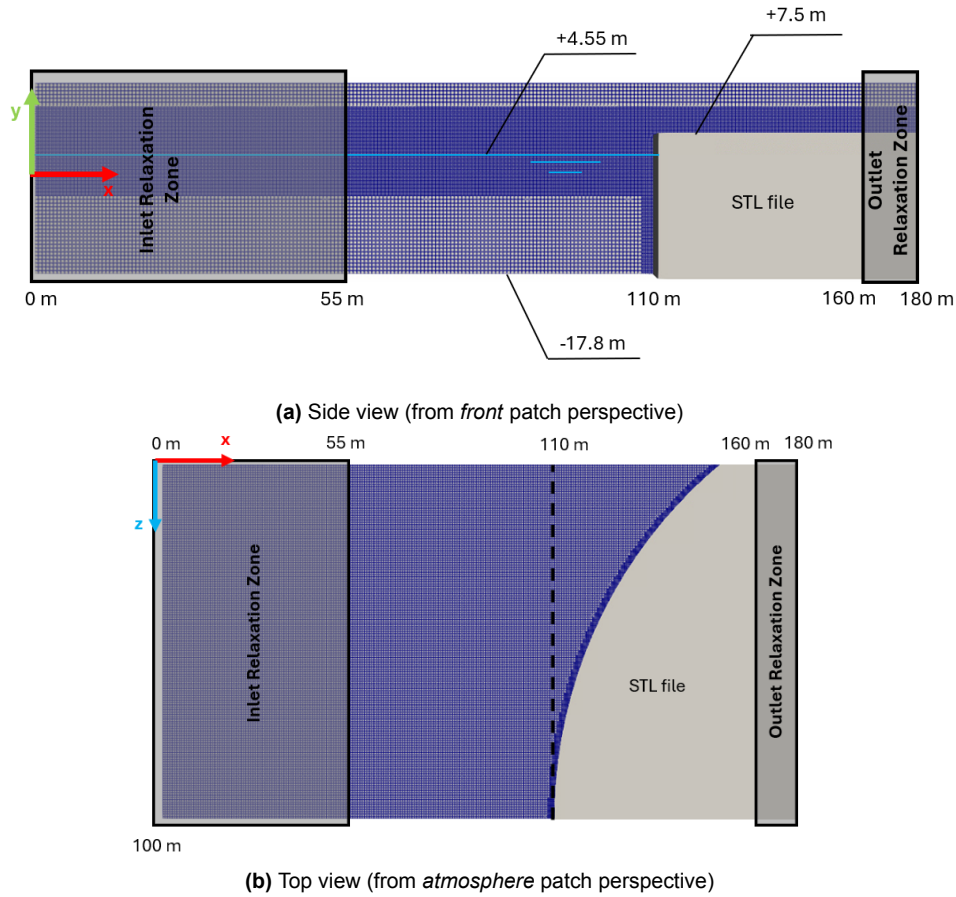 +7.5 m
+4.55 m
y
x
Inlet Relaxation
Zone
STL file
Outlet
Relaxation Zone
0 m
55 m
110 m
160 m
180 m
-17.8 m
(a) Side view (from front patch perspective)
0 m
x
55 m
110 m
160 m
180 m
z
Inlet Relaxation Zone
STL file
Outlet Relaxation Zone
100 m
(b) Top view (from atmosphere patch perspective)